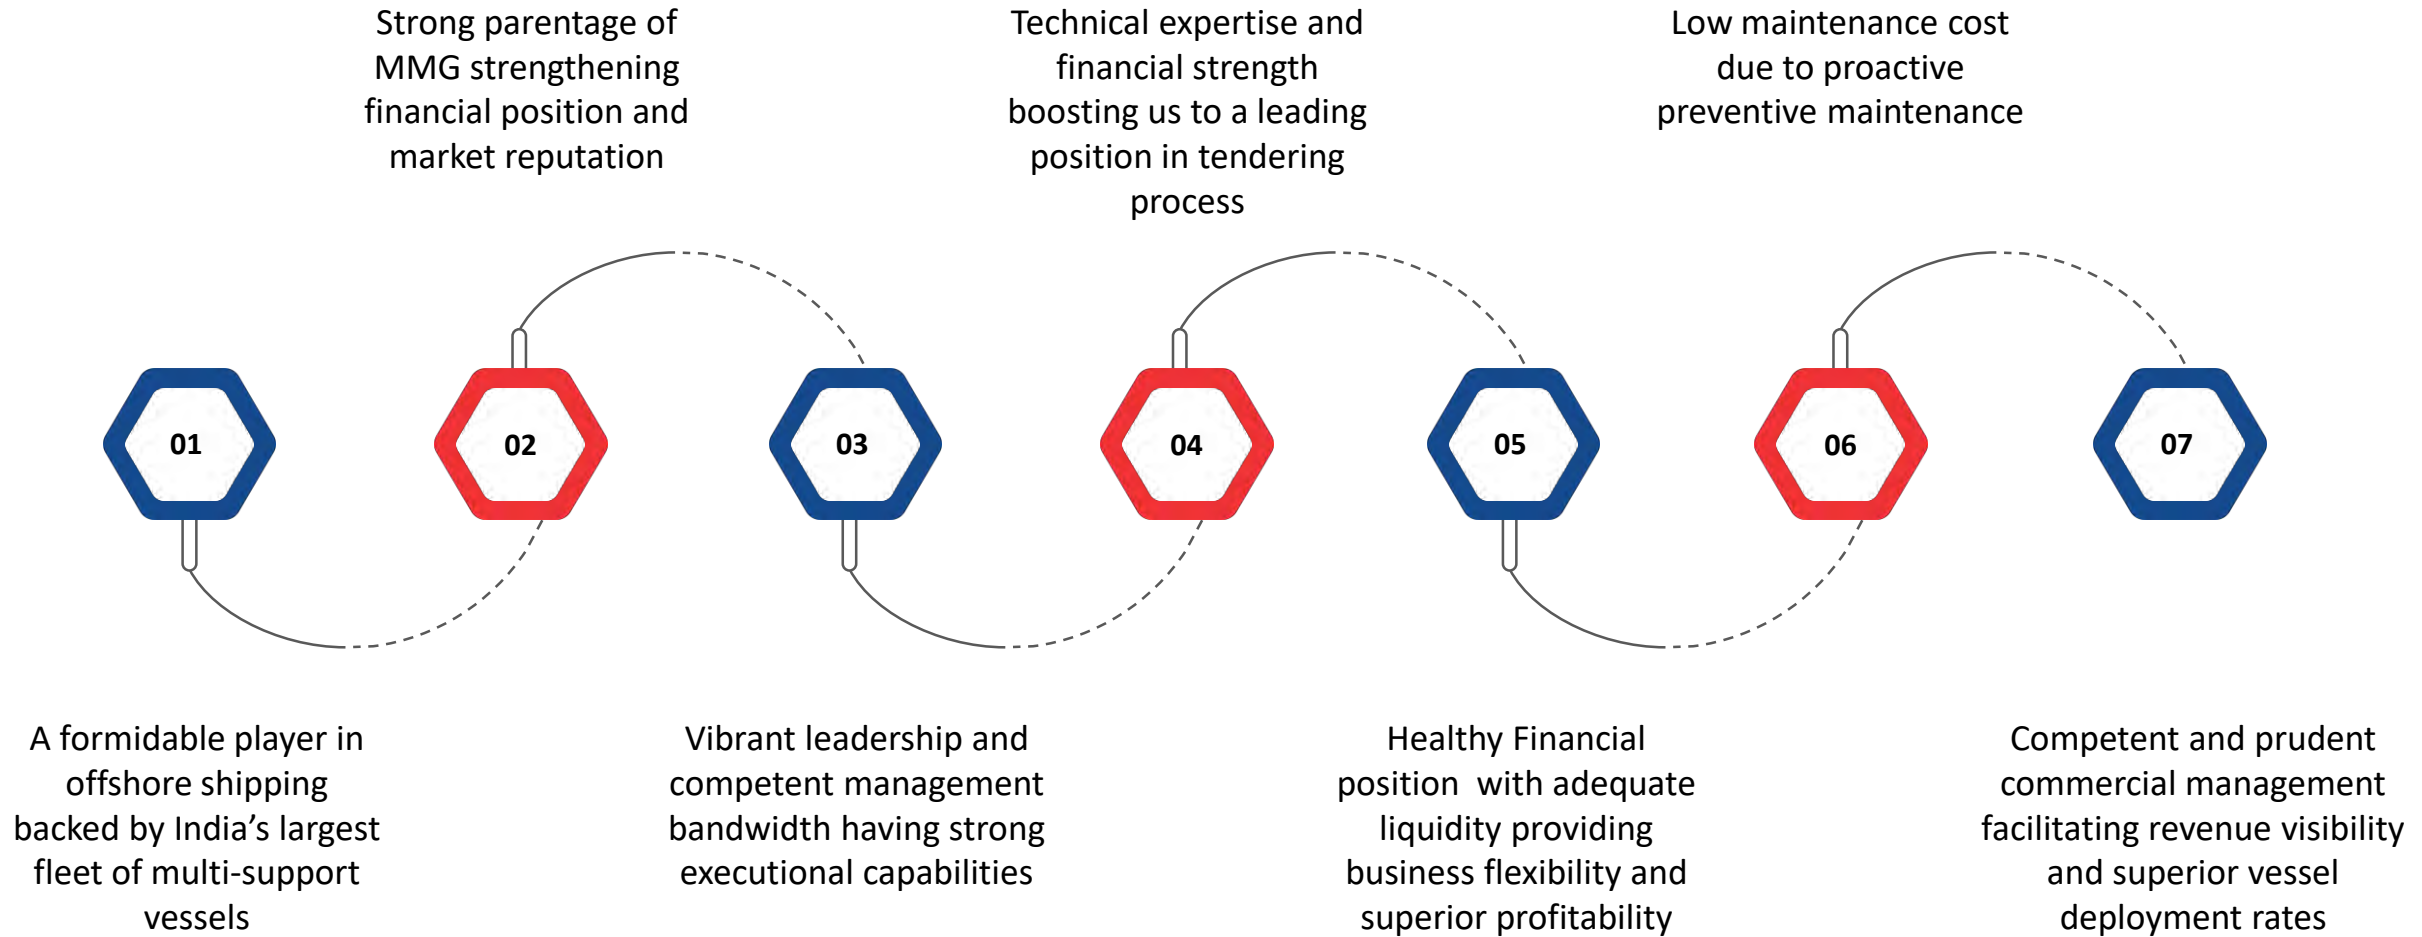 Strong parentage of
MMG strengthening
financial position and
market reputation
Technical expertise and
financial strength
boosting us to a leading
position in tendering
process
Low maintenance cost
due to proactive
preventive maintenance
01
02
03
04
05
06
07
A formidable player in
offshore shipping
backed by India’s largest
fleet of multi-support
vessels
Vibrant leadership and
competent management
bandwidth having strong
executional capabilities
Healthy Financial
position  with adequate
liquidity providing
business flexibility and
superior profitability
Competent and prudent
commercial management
facilitating revenue visibility
and superior vessel
deployment rates